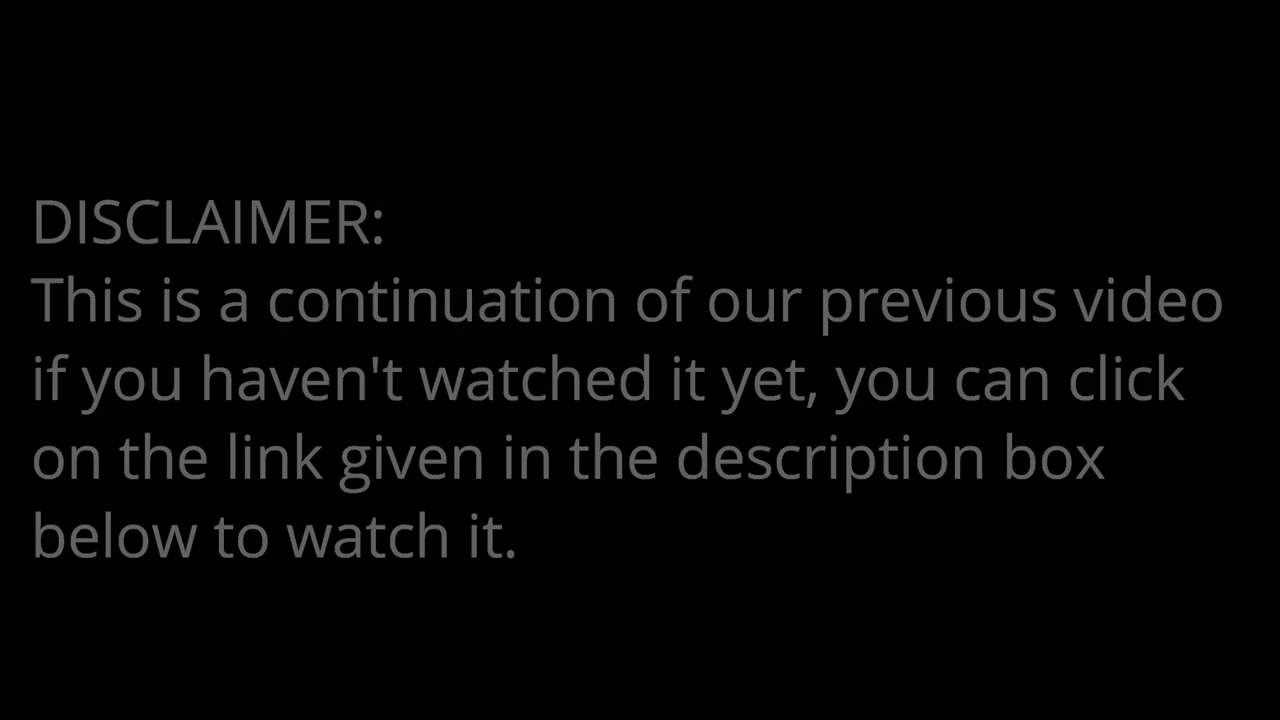 DISCLAIMER:
This is a continuation of our previous video
if you haven't watched it yet, you can click
on the link given in the description box
below to watch it.